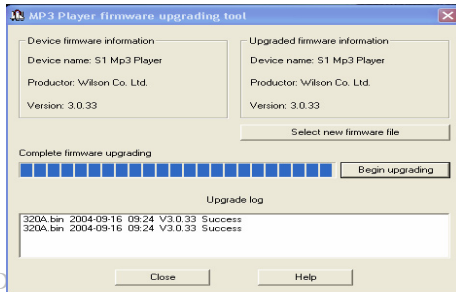 MP3 Player firmware upgrading tool
Device firmware information
Device name: S1 Mp3 Player
Productor: Wilson Co. Ltd.
Version: 3.0.33
Upgraded firmware information
Device name: S1 Mp3 Player
Productor: Wilson Co. Ltd.
Version: 3.0.33
Select new firmware file
Complete firmware upgrading
Begin upgrading
Upgrade log
320A.bin 2004-09-16 09:24 V3.0.33 Success
320A.bin 2004-09-16 09:24 V3.0.33 Success
Close
Help